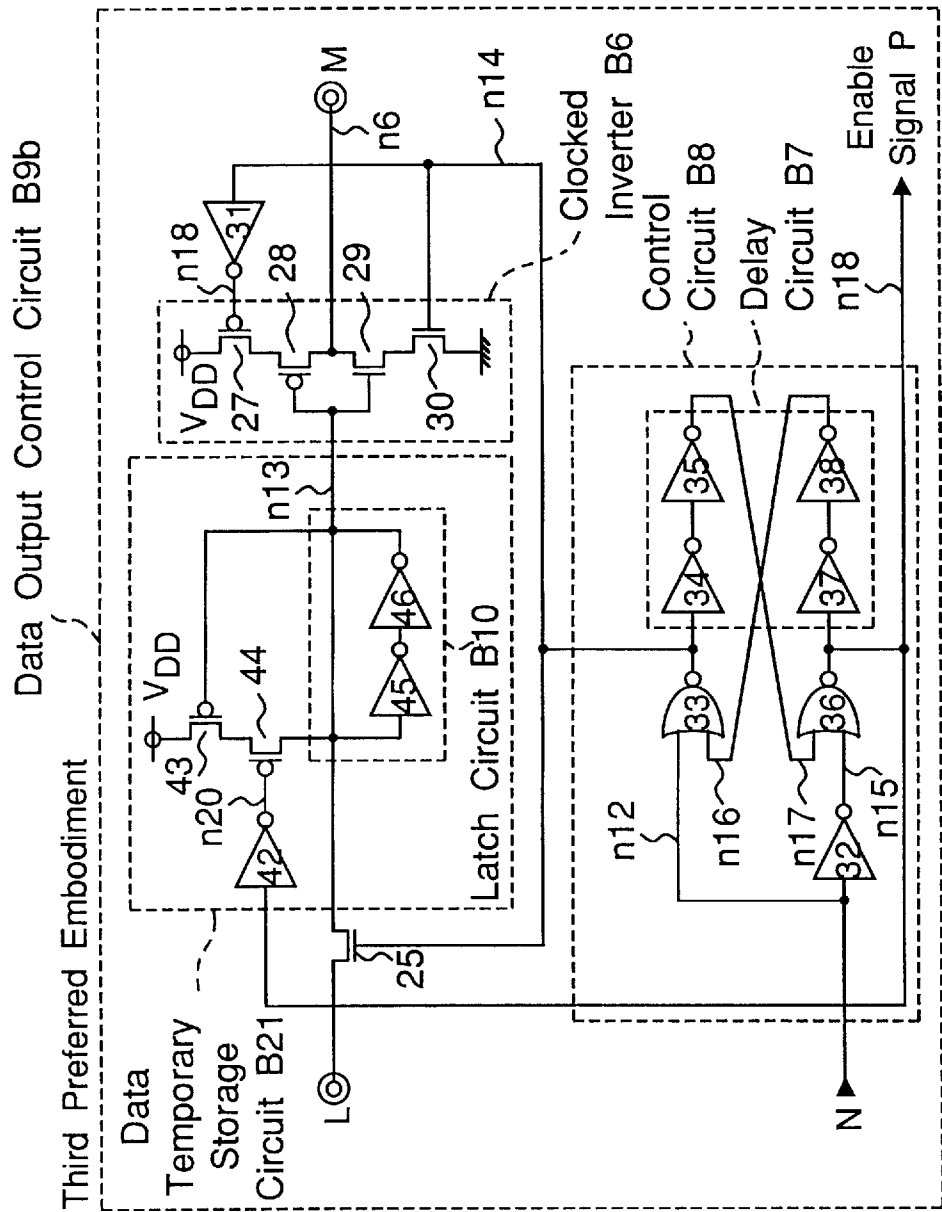 Data Output Control Circuit B9b
Third Preferred Embodiment
Data
Temporary
Storage
Circuit B21
L
25
42
n20
43
44
VDD
45
46
Latch Circuit B10
n13
VDD
27
28
29
30
n18
31
M
n6
n14
Clocked
Inverter B6
Control
Circuit B8
Delay
Circuit B7
N
n12
32
n15
n16
n17
33
36
34
35
37
38
n18
Enable
Signal P